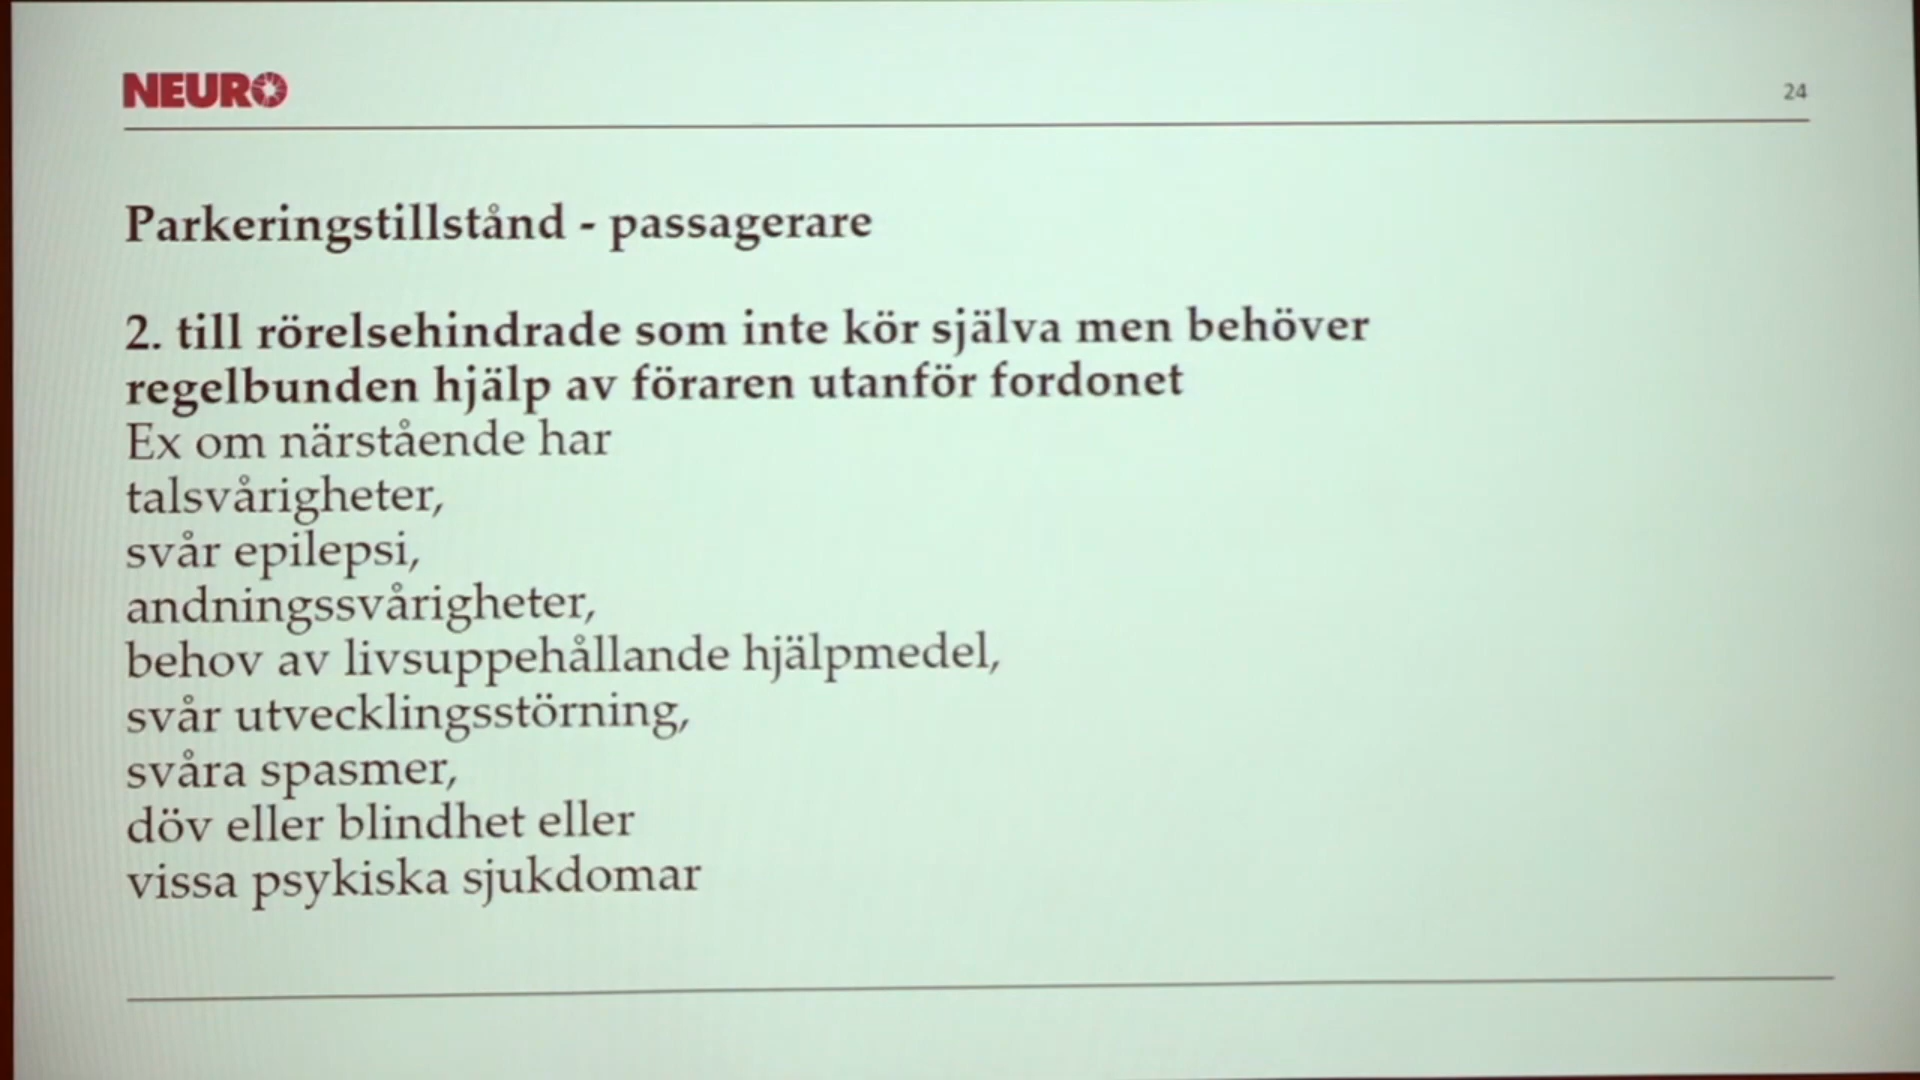 NEURO
24
Parkeringstillstånd - passagerare
2. till rörelsehindrade som inte kör själva men behöver
regelbunden hjälp av föraren utanför fordonet
Ex om närstående har
talsvårigheter,
svår epilepsi,
andningssvårigheter,
behov av livsuppehållande hjälpmedel,
svår utvecklingsstörning,
svåra spasmer,
döv eller blindhet eller
vissa psykiska sjukdomar